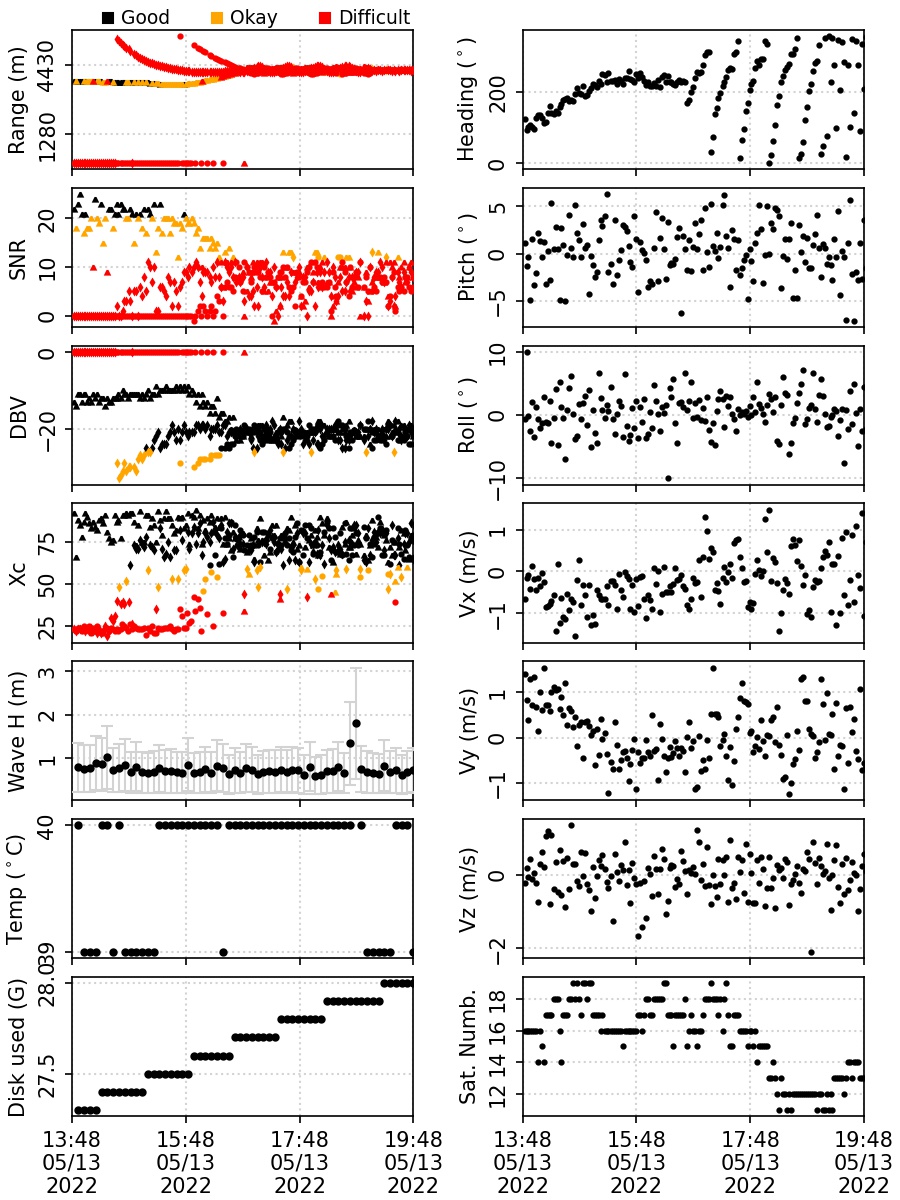 Good Okay Difficult
Range (m)
4430
1280
Heading (°)
200
0
SNR
20
10
0
Pitch (°)
5
0
−5
DBV
0
−20
Roll (°)
10
0
−10
Xc
75
50
25
Vx (m/s)
1
0
−1
Wave H (m)
3
2
1
Vy (m/s)
1
0
−1
Temp (°C)
40
39
Vz (m/s)
0
−2
Disk used (G)
28.0
27.5
Sat. Numb.
18
16
14
12
13:48 15:48 17:48 19:48 13:48 15:48 17:48 19:48
05/13 05/13 05/13 05/13 05/13 05/13 05/13 05/13
2022 2022 2022 2022 2022 2022 2022 2022